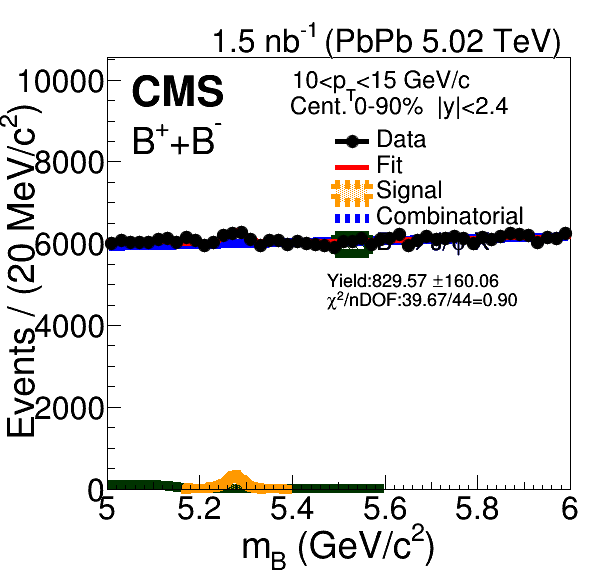 1.5 nb⁻¹ (PbPb 5.02 TeV)
CMS
B⁺+B⁻
10<p_T<15 GeV/c
Cent. 0-90% |y|<2.4
Data
Fit
Signal
Combinatorial
Yield:829.57 ±160.06
χ²/nDOF:39.67/44=0.90
Events / (20 MeV/c²)
10000
8000
6000
4000
2000
0
5 5.2 5.4 5.6 5.8 6
m_B (GeV/c²)